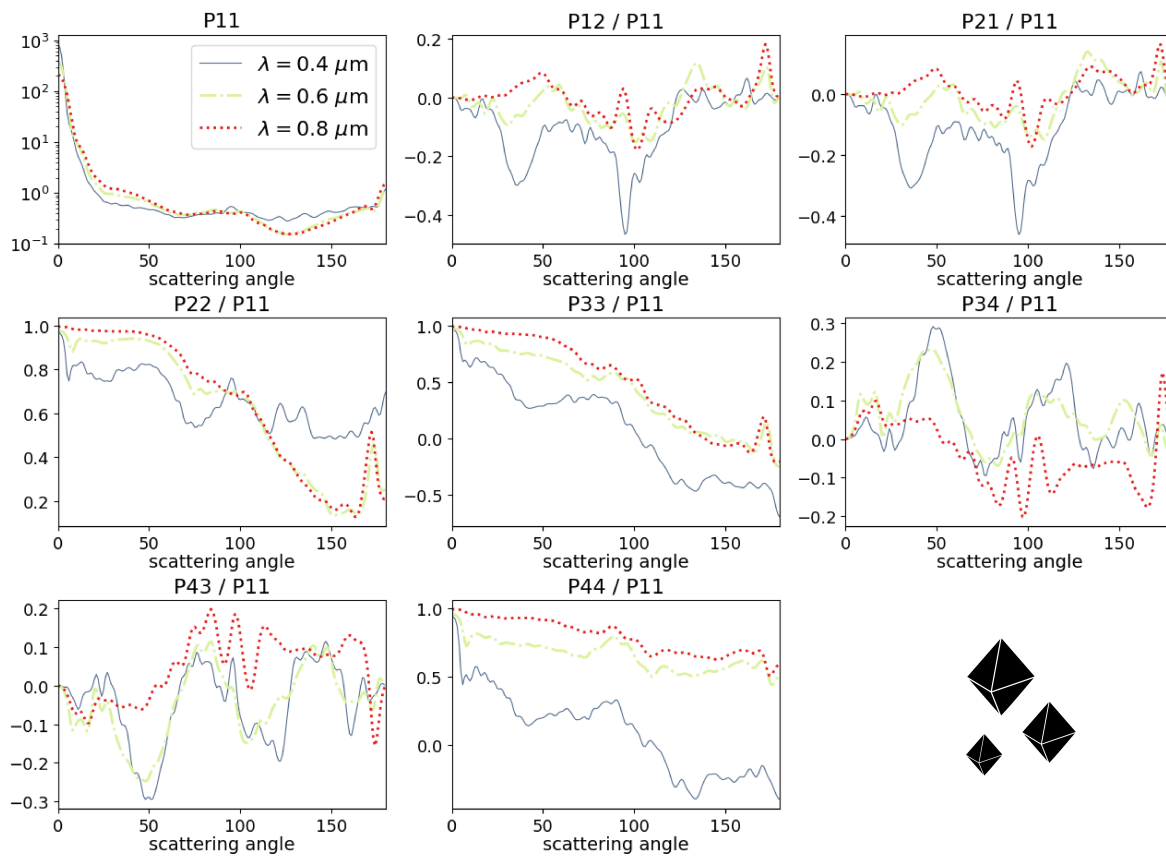 P11
10³
10²
10¹
10⁰
10⁻¹
λ = 0.4 μm
λ = 0.6 μm
λ = 0.8 μm
0 50 100 150
scattering angle
P12 / P11
0.2
0.0
−0.2
−0.4
0 50 100 150
scattering angle
P21 / P11
0.0
−0.2
−0.4
0 50 100 150
scattering angle
P22 / P11
1.0
0.8
0.6
0.4
0.2
0 50 100 150
scattering angle
P33 / P11
1.0
0.5
0.0
−0.5
0 50 100 150
scattering angle
P34 / P11
0.3
0.2
0.1
0.0
−0.1
−0.2
0 50 100 150
scattering angle
P43 / P11
0.2
0.1
0.0
−0.1
−0.2
−0.3
0 50 100 150
scattering angle
P44 / P11
1.0
0.5
0.0
0 50 100 150
scattering angle